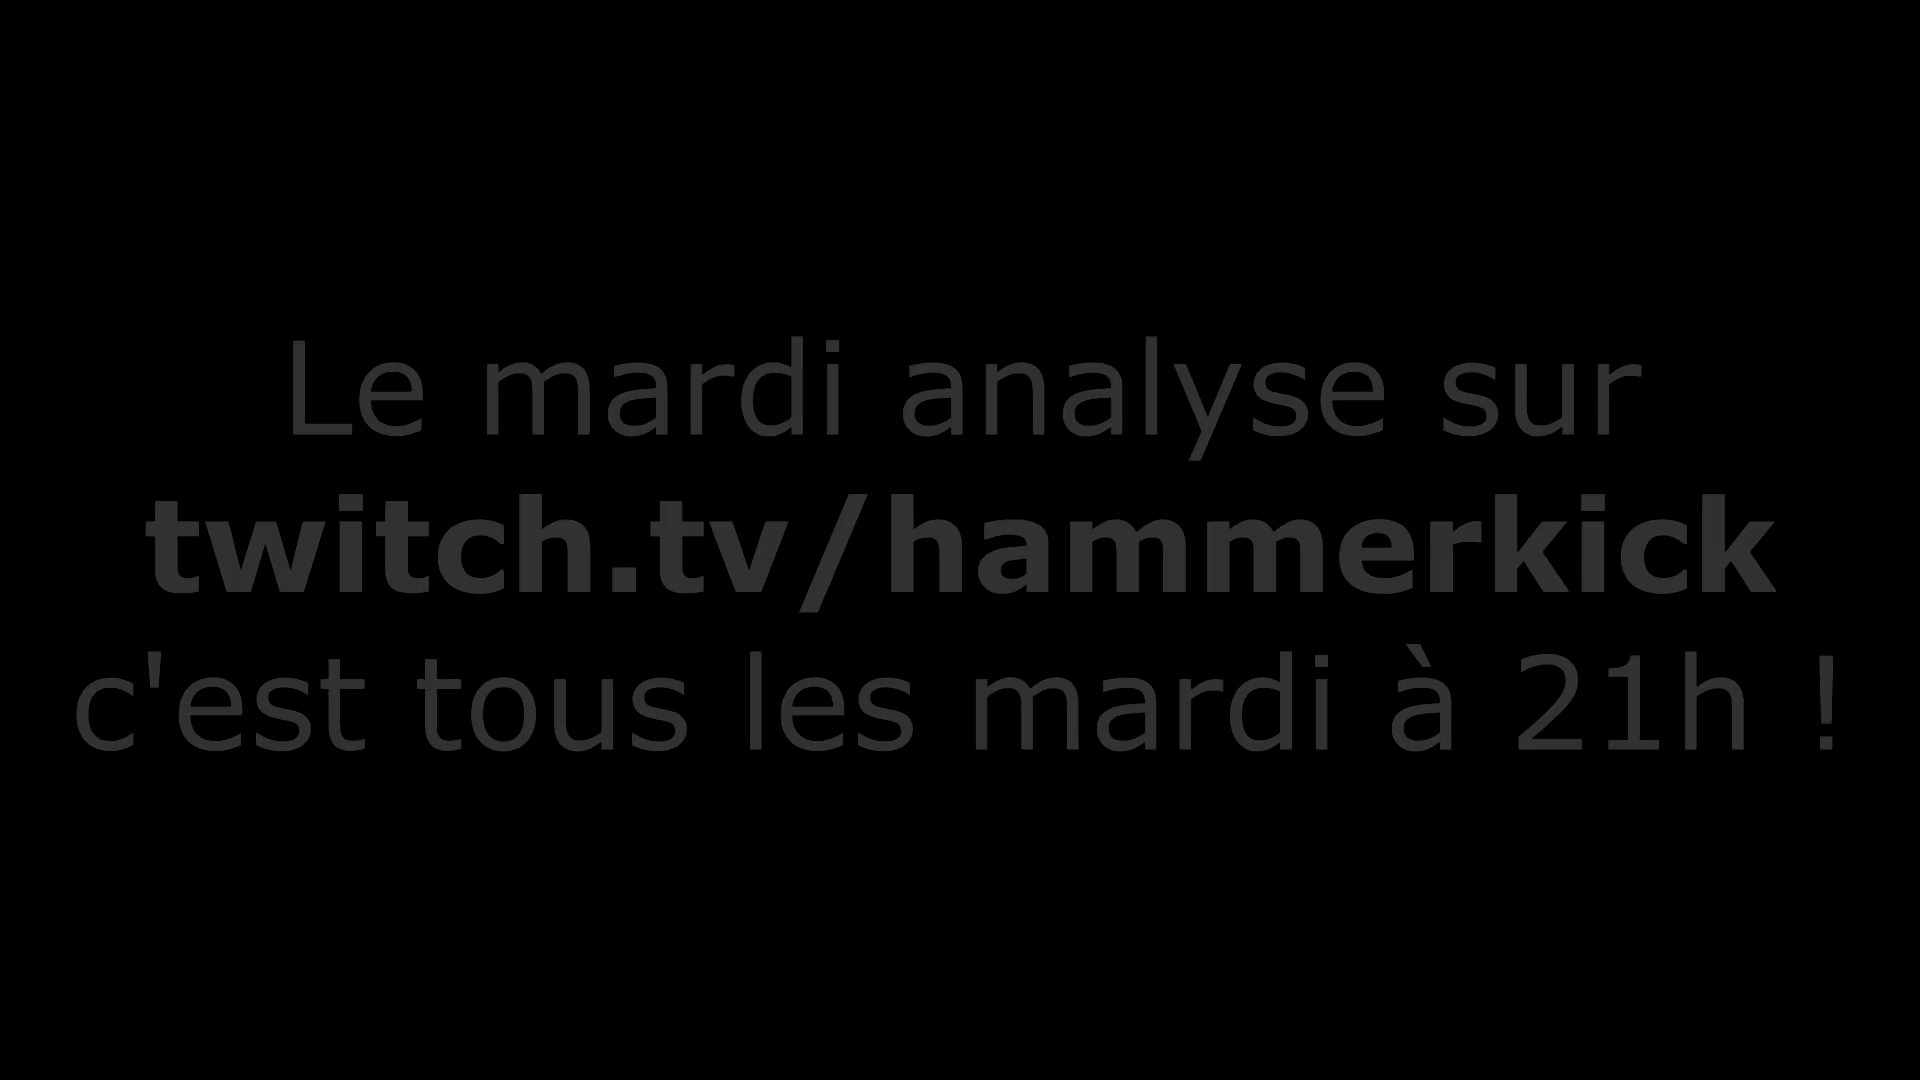 Le mardi analyse sur
twitch.tv/hammerkick
c'est tous les mardi à 21h !